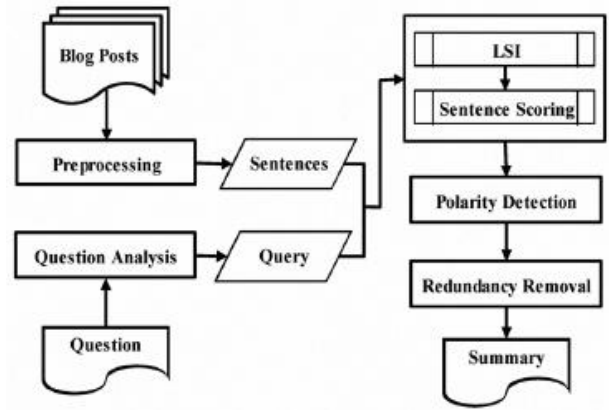 Blog Posts
Preprocessing
Sentences
Question Analysis
Query
Question
LSI
Sentence Scoring
Polarity Detection
Redundancy Removal
Summary